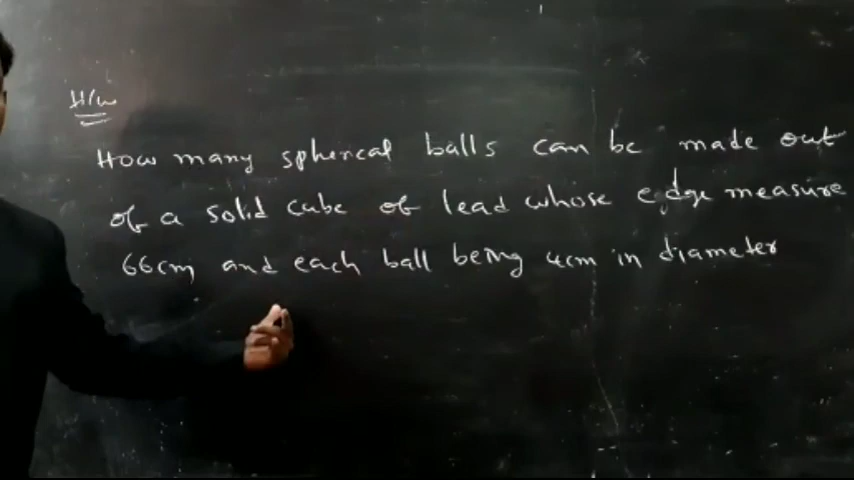 H/w
How many spherical balls can be made out
of a solid cube of lead whose edge measure
66cm and each ball being 4cm in diameter